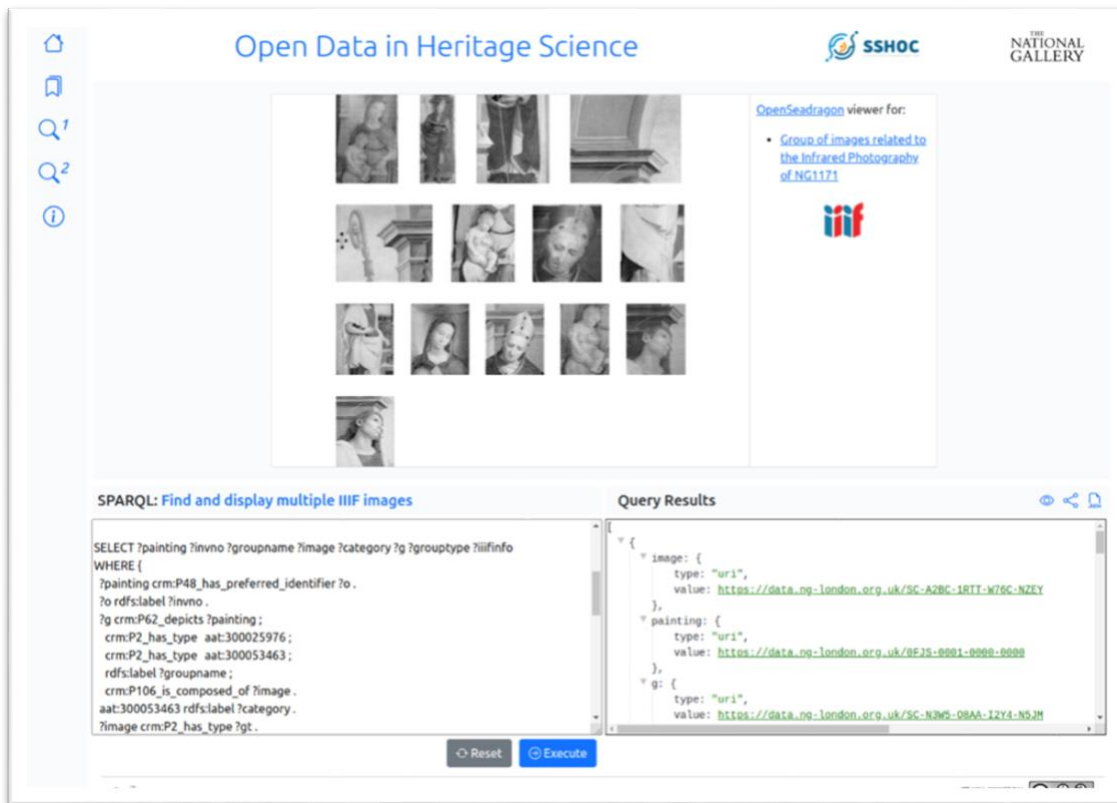 Open Data in Heritage Science
SSHOC
THE
NATIONAL
GALLERY
1
2
i
OpenSeadragon viewer for:
• Group of images related to
the Infrared Photography
of NG1171
iiif
SPARQL: Find and display multiple IIIF images
SELECT ?painting ?invno ?groupname ?image ?category ?g ?grouptype ?iiifinfo
WHERE {
?painting crm:P48_has_preferred_identifier ?o .
?o rdfs:label ?invno .
?g crm:P62_depicts ?painting ;
crm:P2_has_type aat:300025976 ;
crm:P2_has_type aat:300053463 ;
rdfs:label ?groupname ;
crm:P106_is_composed_of ?image .
aat:300053463 rdfs:label ?category .
?image crm:P2_has_type ?gt .
Reset
Execute
Query Results
[
{
image: {
type: "uri",
value: https://data.ng-london.org.uk/SC-A2BC-1RTT-W76C-NZEY
},
painting: {
type: "uri",
value: https://data.ng-london.org.uk/0FJS-0001-0000-0000
},
g: {
type: "uri",
value: https://data.ng-london.org.uk/SC-N3W5-O8AA-I2Y4-N5JM